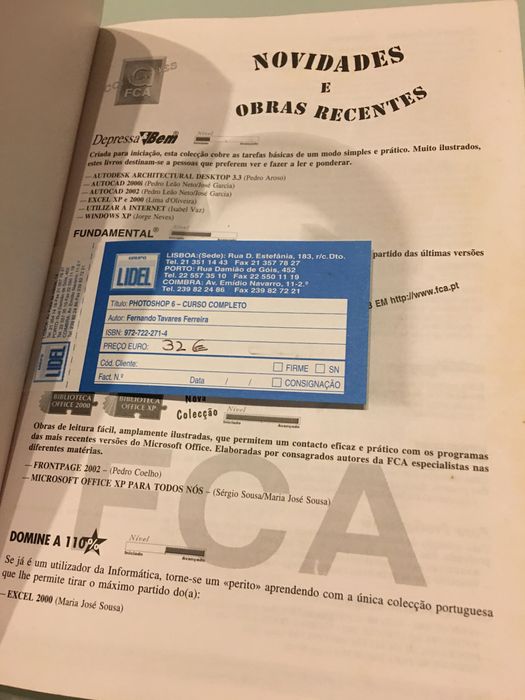 NOVIDADES
E
OBRAS RECENTES
FCA
Depressa & Bem
Nível
Criada para iniciação, esta colecção cobre as tarefas básicas de um modo simples e prático. Muito ilustrados,
estes livros destinam-se a pessoas que preferem ver e fazer a ler e ponderar.
— AUTODESK ARCHITECTURAL DESKTOP 3.3 (Pedro Aroso)
— AUTOCAD 2000i (Pedro Leão Neto/José Garcia)
— AUTOCAD 2002 (Pedro Leão Neto/José Garcia)
— EXCEL XP e 2000 (Lima d'Oliveira)
— UTILIZAR A INTERNET (Isabel Vaz)
— WINDOWS XP (Jorge Neves)
FUNDAMENTAL®
partido das últimas versões
EM http://www.fca.pt
GRUPO
LIDEL
LISBOA:(Sede): Rua D. Estefânia, 183, r/c.Dto.
Tel. 21 351 14 43 Fax 21 357 78 27
PORTO: Rua Damião de Góis, 452
Tel. 22 557 35 10 Fax 22 550 11 19
COIMBRA: Av. Emídio Navarro, 11-2.º
Tel. 239 82 24 86 Fax 239 82 72 21
Título: PHOTOSHOP 6 – CURSO COMPLETO
Autor: Fernando Tavares Ferreira
ISBN: 972-722-271-4
PREÇO EURO: 32 €
Cód. Cliente:
FIRME SN
Fact. N.º Data / /
CONSIGNAÇÃO
LIDEL
BIBLIOTECA
OFFICE 2000
BIBLIOTECA
OFFICE XP
Nova
Colecção
Nível
Iniciado Avançado
Obras de leitura fácil, amplamente ilustradas, que permitem um contacto eficaz e prático com os programas
das mais recentes versões do Microsoft Office. Elaboradas por consagrados autores da FCA especialistas nas
diferentes matérias.
— FRONTPAGE 2002 – (Pedro Coelho)
— MICROSOFT OFFICE XP PARA TODOS NÓS – (Sérgio Sousa/Maria José Sousa)
FCA
DOMINE A 110%
Nível
Iniciado Avançado
Se já é um utilizador da Informática, torne-se um «perito» aprendendo com a única colecção portuguesa
que lhe permite tirar o máximo partido do(a):
— EXCEL 2000 (Maria José Sousa)